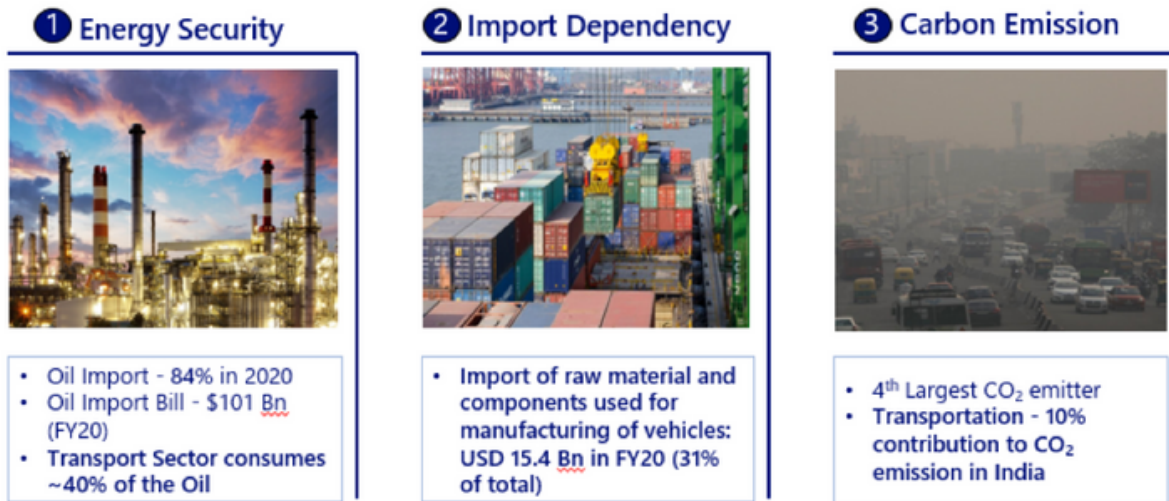 1 Energy Security
2 Import Dependency
3 Carbon Emission
• Oil Import - 84% in 2020
• Oil Import Bill - $101 Bn
(FY20)
• Transport Sector consumes
~40% of the Oil
• Import of raw material and
components used for
manufacturing of vehicles:
USD 15.4 Bn in FY20 (31%
of total)
• 4th Largest CO₂ emitter
• Transportation - 10%
contribution to CO₂
emission in India